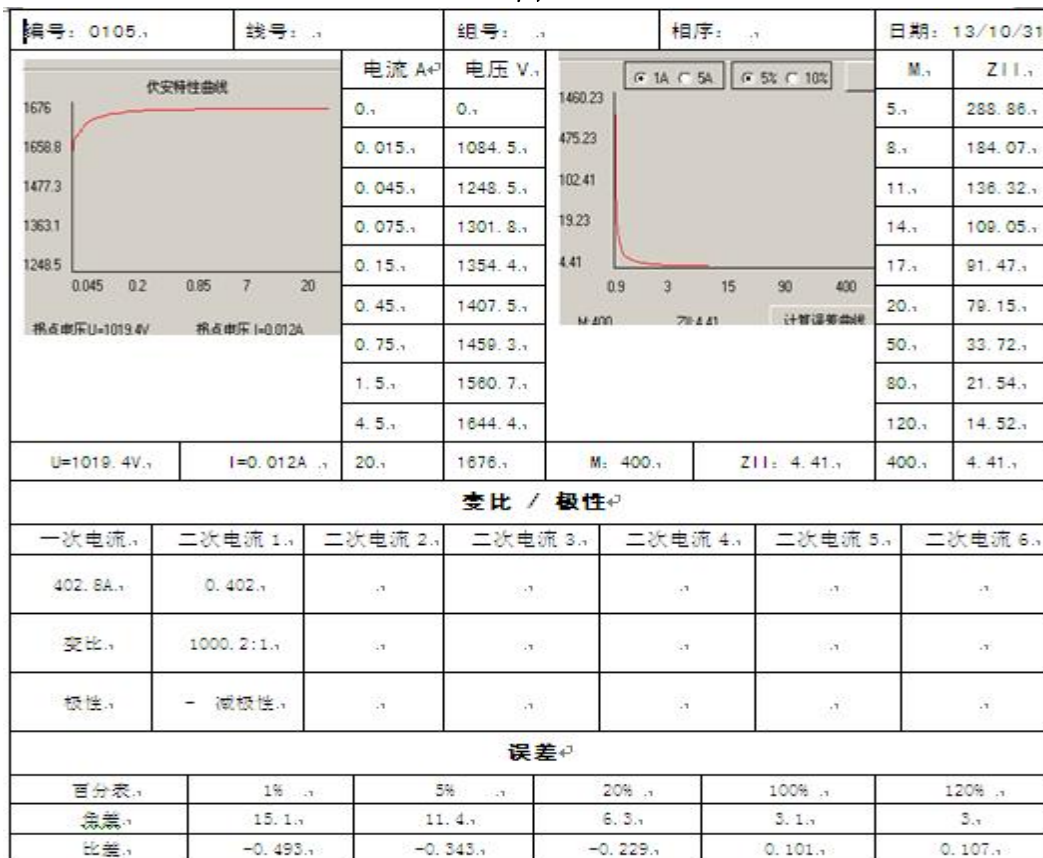 编号：0105 线号： 组号： 相序： 日期：13/10/31
伏安特性曲线
1676
1658.8
1477.3
1363.1
1248.5
0.045 0.2 0.85 7 20
拐点电压U=1019.4V 拐点电压 I=0.012A
电流 A 电压 V
0. 0.
0.015 1084.5
0.045 1248.5
0.075 1301.8
0.15 1354.4
0.45 1407.5
0.75 1459.3
1.5 1560.7
4.5 1644.4
20 1676
1A 5A 5% 10%
1460.23
475.23
102.41
19.23
4.41
0.9 3 15 90 400
M:400 ZII:4.41 计算误差曲线
M ZII
5 288.86
8 184.07
11 136.32
14 109.05
17 91.47
20 79.15
50 33.72
80 21.54
120 14.52
400 4.41
U=1019.4V I=0.012A M：400 ZII：4.41
变比 / 极性
一次电流 二次电流 1 二次电流 2 二次电流 3 二次电流 4 二次电流 5 二次电流 6
402.8A 0.402
变比 1000.2:1
极性 - 减极性
误差
百分表 1% 5% 20% 100% 120%
角差 15.1 11.4 6.3 3.1 3
比差 -0.493 -0.343 -0.229 0.101 0.107